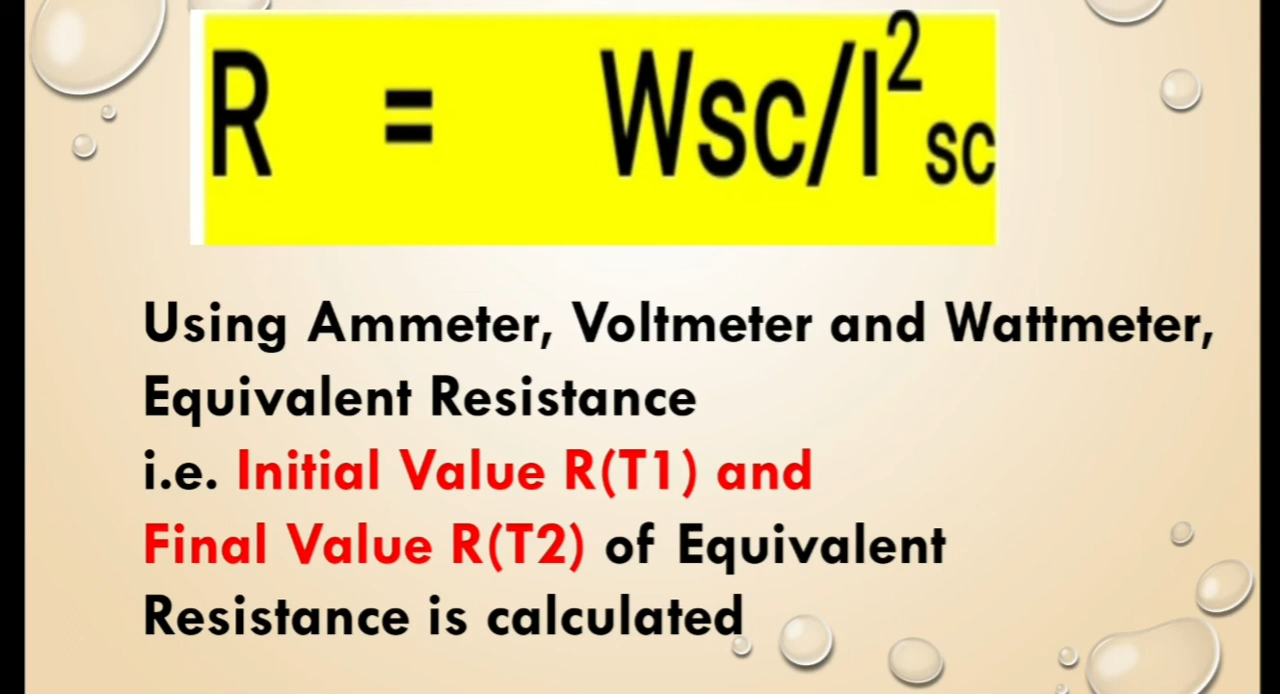 R = Wsc/I²sc
Using Ammeter, Voltmeter and Wattmeter,
Equivalent Resistance
i.e. Initial Value R(T1) and
Final Value R(T2) of Equivalent
Resistance is calculated